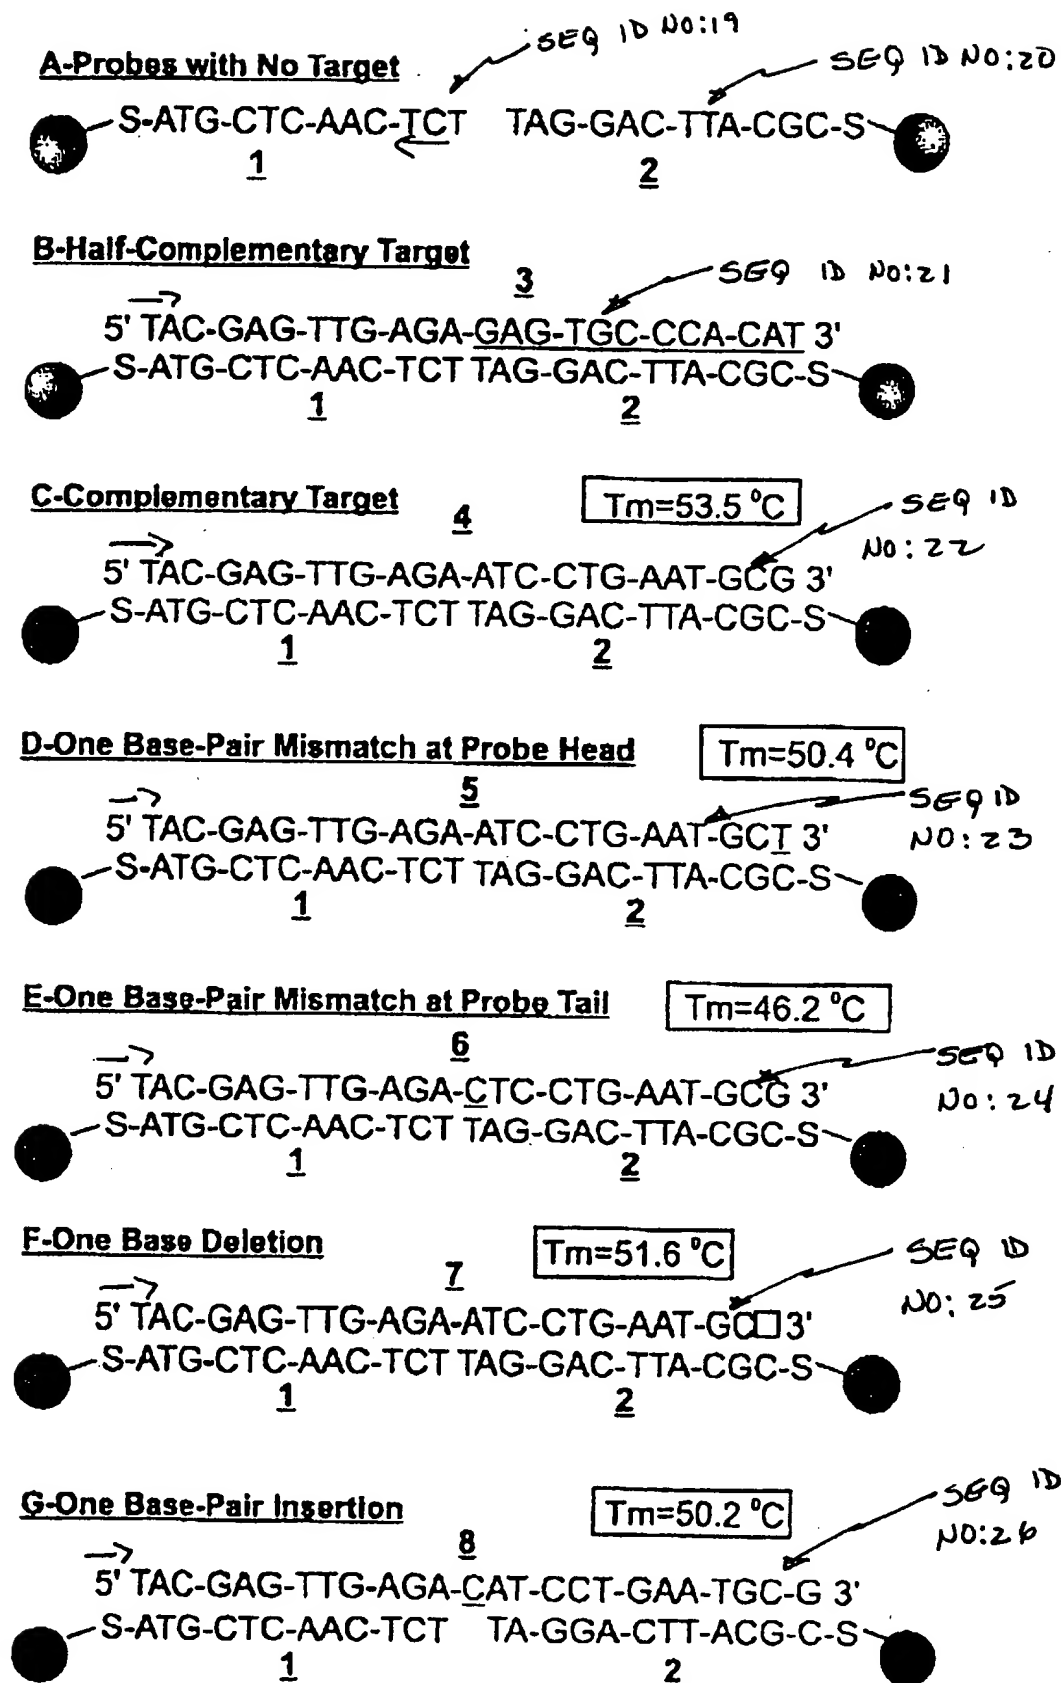 SEQ ID NO:19
A-Probes with No Target
SEQ ID NO:20
S-ATG-CTC-AAC-TCT TAG-GAC-TTA-CGC-S
1 2
B-Half-Complementary Target
3 SEQ ID NO:21
5' TAC-GAG-TTG-AGA-GAG-TGC-CCA-CAT 3'
S-ATG-CTC-AAC-TCT TAG-GAC-TTA-CGC-S
1 2
C-Complementary Target
4 Tm=53.5 °C SEQ ID
NO:22
5' TAC-GAG-TTG-AGA-ATC-CTG-AAT-GCG 3'
S-ATG-CTC-AAC-TCT TAG-GAC-TTA-CGC-S
1 2
D-One Base-Pair Mismatch at Probe Head Tm=50.4 °C
5 SEQ ID
5' TAC-GAG-TTG-AGA-ATC-CTG-AAT-GCT 3' NO:23
S-ATG-CTC-AAC-TCT TAG-GAC-TTA-CGC-S
1 2
E-One Base-Pair Mismatch at Probe Tail Tm=46.2 °C
6 SEQ ID
5' TAC-GAG-TTG-AGA-CTC-CTG-AAT-GCG 3' NO:24
S-ATG-CTC-AAC-TCT TAG-GAC-TTA-CGC-S
1 2
F-One Base Deletion Tm=51.6 °C SEQ ID
7 NO:25
5' TAC-GAG-TTG-AGA-ATC-CTG-AAT-GC□ 3'
S-ATG-CTC-AAC-TCT TAG-GAC-TTA-CGC-S
1 2
G-One Base-Pair Insertion Tm=50.2 °C SEQ ID
8 NO:26
5' TAC-GAG-TTG-AGA-CAT-CCT-GAA-TGC-G 3'
S-ATG-CTC-AAC-TCT TA-GGA-CTT-ACG-C-S
1 2